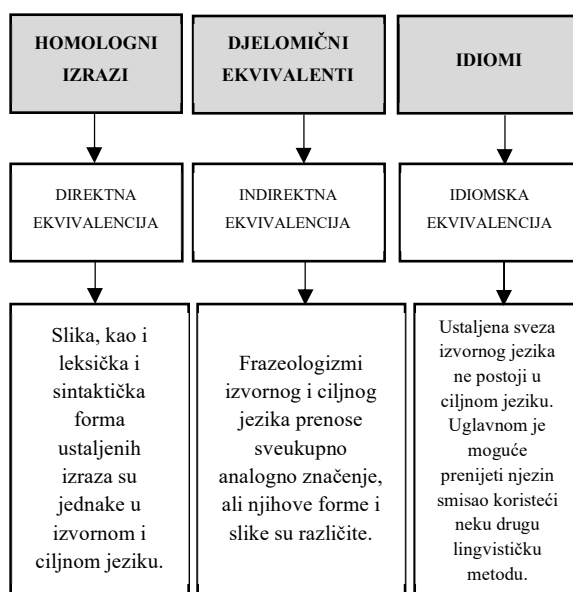 HOMOLOGNI
IZRAZI
DJELOMIČNI
EKVIVALENTI
IDIOMI
DIREKTNA
EKVIVALENCIJA
INDIREKTNA
EKVIVALENCIJA
IDIOMSKA
EKVIVALENCIJA
Slika, kao i
leksička i
sintaktička
forma
ustaljenih
izraza su
jednake u
izvornom i
ciljnom jeziku.
Frazeologizmi
izvornog i ciljnog
jezika prenose
sveukupno
analogno značenje,
ali njihove forme i
slike su različite.
Ustaljena sveza
izvornog jezika
ne postoji u
ciljnom jeziku.
Uglavnom je
moguće
prenijeti njezin
smisao koristeći
neku drugu
lingvističku
metodu.